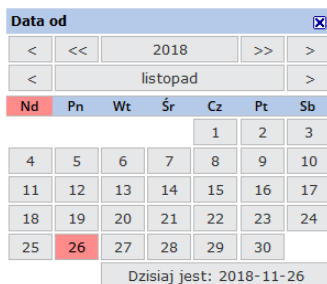 Data od
< << 2018 >> >
< listopad >
Nd Pn Wt Śr Cz Pt Sb
1 2 3
4 5 6 7 8 9 10
11 12 13 14 15 16 17
18 19 20 21 22 23 24
25 26 27 28 29 30
Dzisiaj jest: 2018-11-26